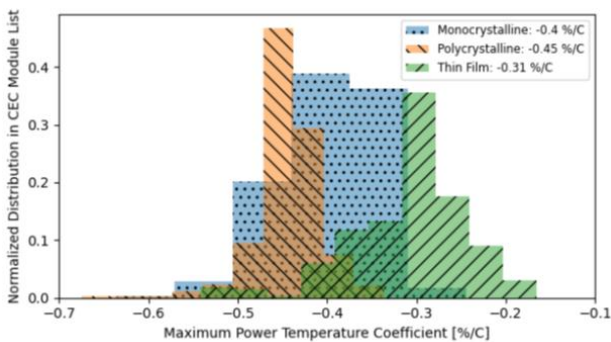 Normalized Distribution in CEC Module List
Monocrystalline: -0.4 %/C
Polycrystalline: -0.45 %/C
Thin Film: -0.31 %/C
0.4
0.3
0.2
0.1
0.0
−0.7 −0.6 −0.5 −0.4 −0.3 −0.2 −0.1
Maximum Power Temperature Coefficient [%/C]